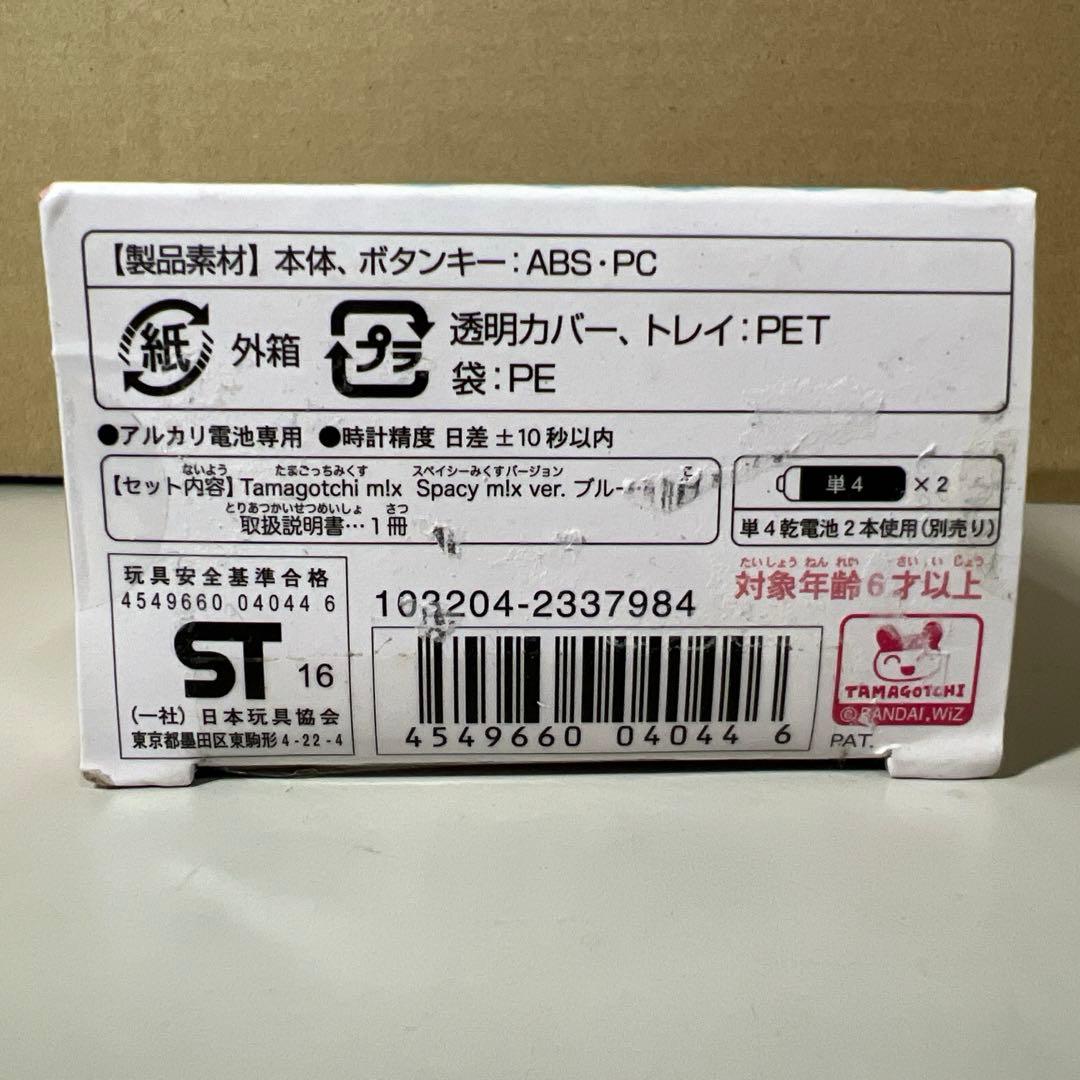 【製品素材】本体、ボタンキー:ABS・PC
紙 外箱 プラ 透明カバー、トレイ:PET
袋:PE
●アルカリ電池専用 ●時計精度 日差±10秒以内
ないよう たまごっちみくす スペイシーみくすバージョン こ
【セット内容】Tamagotchi m!x Spacy m!x ver. ブルー
とりあつかいせつめいしょ さつ
取扱説明書…1冊
単4 ×2
単4乾電池2本使用(別売り)
たいしょうねんれい さいいじょう
対象年齢6才以上
玩具安全基準合格
4549660 04044 6
ST 16
(一社)日本玩具協会
東京都墨田区東駒形4-22-4
103204-2337984
4549660 04044 6
TAMAGOTCHI
©BANDAI,WiZ
PAT.